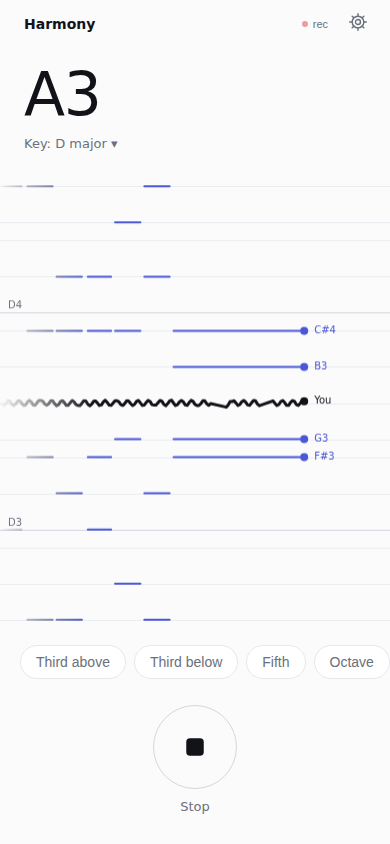 Harmony
rec
A3
Key: D major ▾
D4
C#4
B3
You
G3
F#3
D3
Third above
Third below
Fifth
Octave
Stop